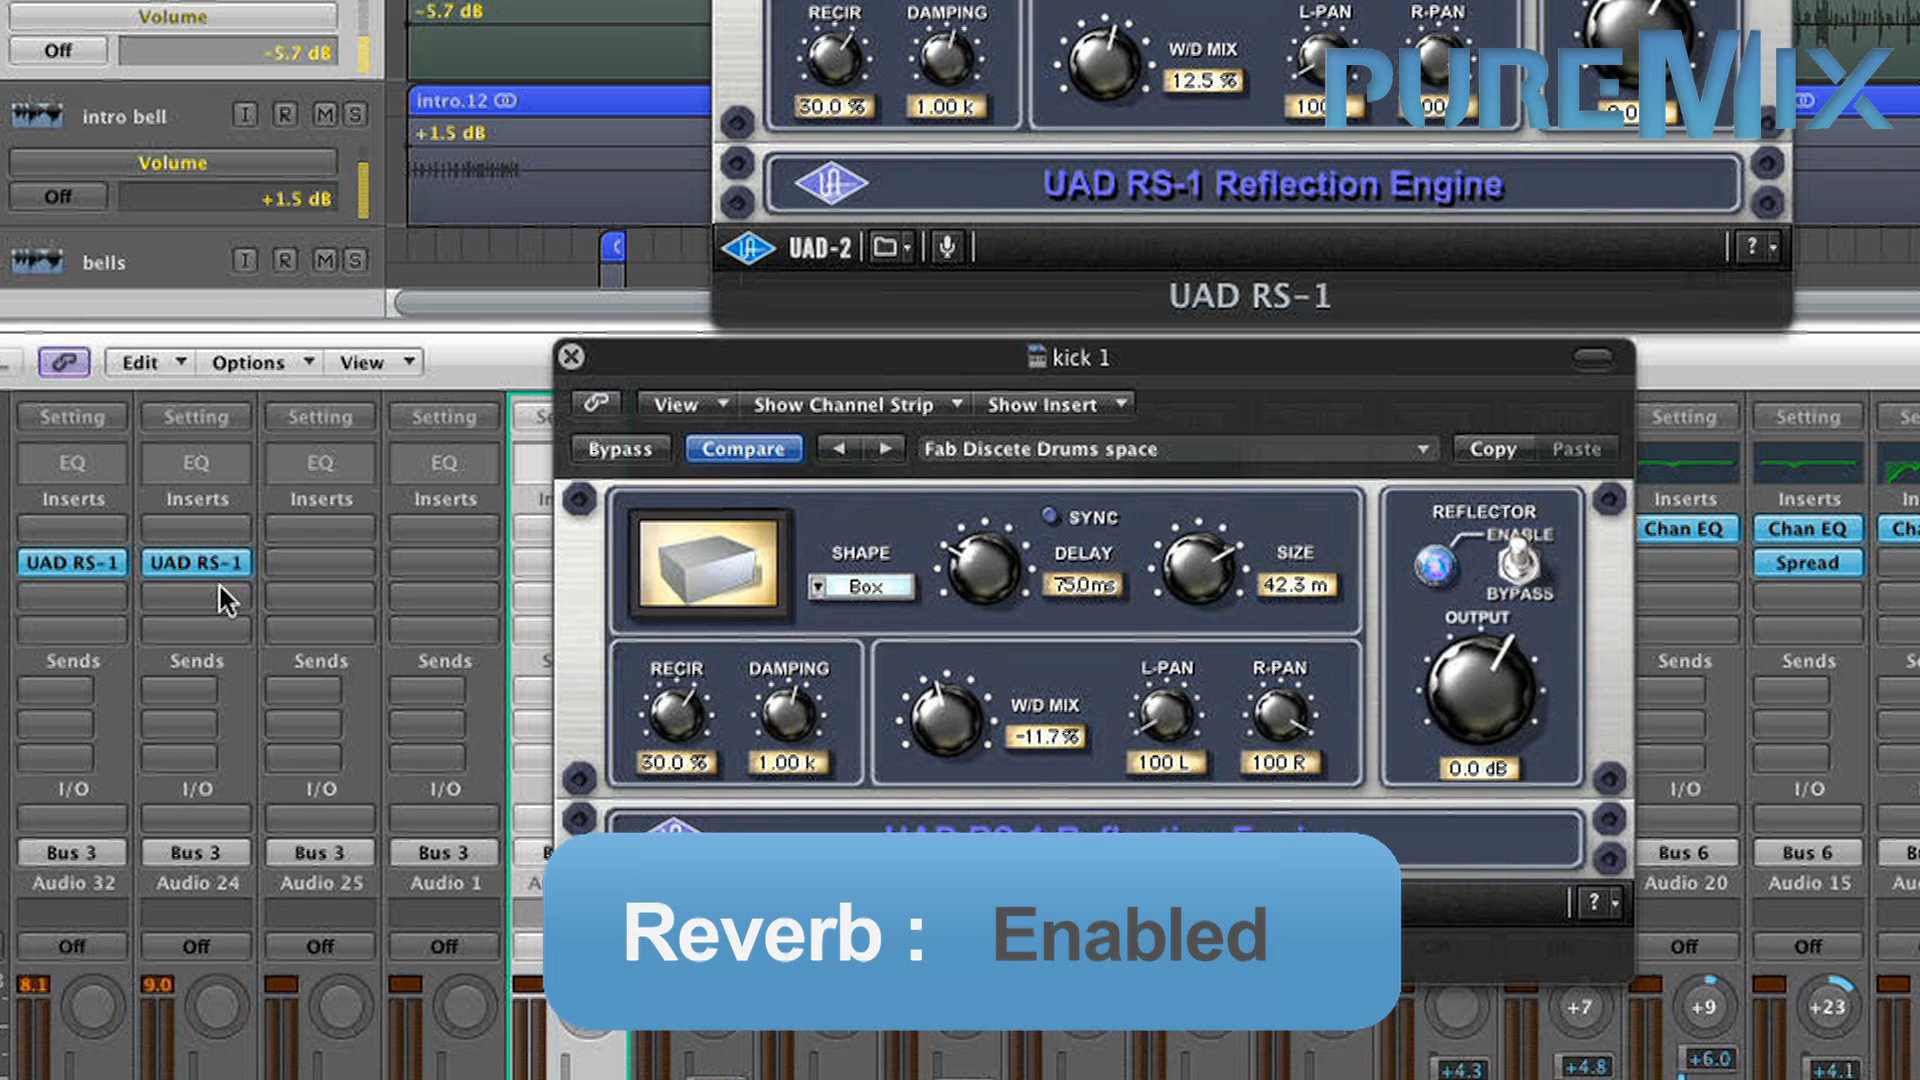 Volume
Off
-5.7 dB
-5.7 dB
RECIR
DAMPING
30.0 %
1.00 k
W/D MIX
12.5 %
L-PAN
R-PAN
PUREMIX
intro bell
I R M S
intro.12
+1.5 dB
Volume
Off
+1.5 dB
UAD RS-1 Reflection Engine
UAD-2
?
bells
I R M S
UAD RS-1
Edit
Options
View
kick 1
View
Show Channel Strip
Show Insert
Bypass
Compare
Fab Discete Drums space
Copy
Paste
Setting Setting Setting Setting
Setting Setting
EQ EQ EQ EQ
Inserts Inserts Inserts Inserts
Inserts Inserts
Chan EQ Chan EQ
UAD RS-1 UAD RS-1
Spread
SHAPE
Box
SYNC
DELAY
75.0 ms
SIZE
42.3 m
REFLECTOR
ENABLE
BYPASS
OUTPUT
0.0 dB
RECIR
DAMPING
30.0 %
1.00 k
W/D MIX
-11.7 %
L-PAN
R-PAN
100 L
100 R
Sends Sends Sends Sends
Sends Sends
I/O I/O I/O I/O
I/O I/O
Bus 3 Bus 3 Bus 3 Bus 3
Bus 6 Bus 6
Audio 32 Audio 24 Audio 25 Audio 1
Audio 20 Audio 15
?
Off Off Off Off
Off Off
Reverb : Enabled
8.1 9.0
+7 +9 +23
+4.3 +4.8 +6.0 +4.1